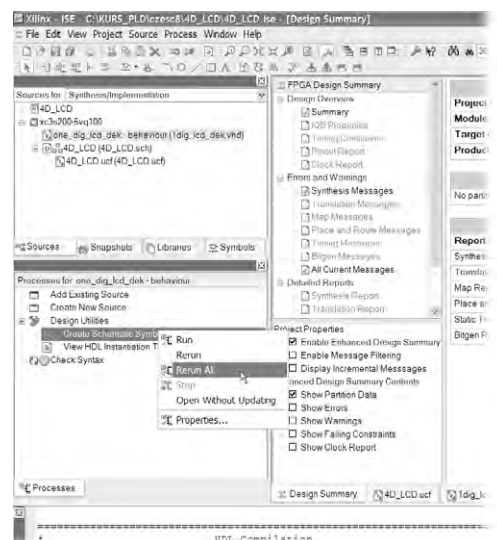 Xilinx - ISE - C:\KURS_PLD\czesc8\4D_LCD\4D_LCD.ise - [Design Summary]
File Edit View Project Source Process Window Help
Sources for: Synthesis/Implementation
4D_LCD
xc3s200-5vq100
one_dig_lcd_dek - behaviour (1dig_lcd_dek.vhd)
4D_LCD (4D_LCD.sch)
4D_LCD.ucf (4D_LCD.ucf)
Sources
Snapshots
Libraries
Symbols
Processes for: one_dig_lcd_dek - behaviour
Add Existing Source
Create New Source
Design Utilities
Create Schematic Symb
View HDL Instantiation T
Check Syntax
Run
Rerun
Rerun All
Stop
Open Without Updating
Properties...
Processes
FPGA Design Summary
Design Overview
Summary
IOB Properties
Timing Constraints
Pinout Report
Clock Report
Errors and Warnings
Synthesis Messages
Translation Messages
Map Messages
Place and Route Messages
Timing Messages
Bitgen Messages
All Current Messages
Detailed Reports
Synthesis Report
Translation Report
Project Properties
Enable Enhanced Design Summary
Enable Message Filtering
Display Incremental Messsages
anced Design Summary Contents
Show Partition Data
Show Errors
Show Warnings
Show Failing Constraints
Show Clock Report
Design Summary
4D_LCD.ucf
1dig_lc
Project
Module
Target
Produc
No parti
Report
Synthes
Translat
Map Re
Place an
Static Ti
Bitgen R
HDL Compilation